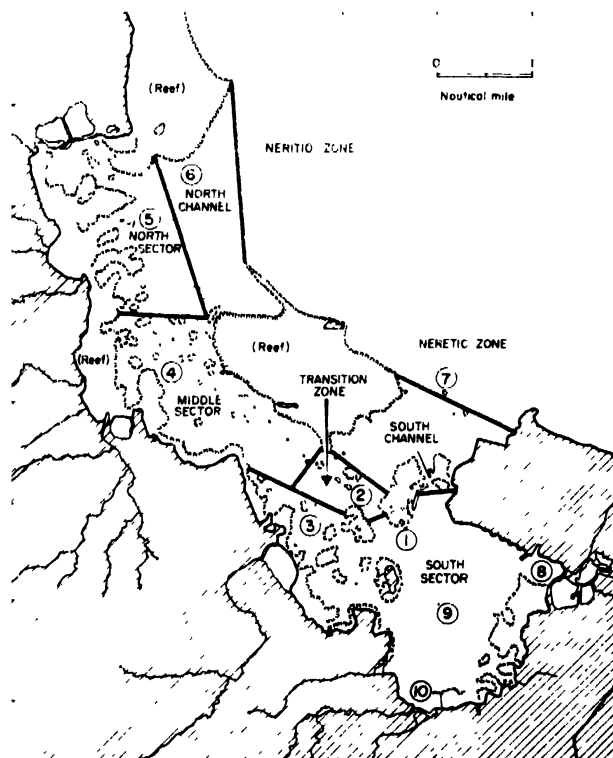 0 1
Nautical mile
(Reef)
NERITIO ZONE
6
NORTH
CHANNEL
5
NORTH
SECTOR
(Reef)
(Reef)
NERETIC ZONE
4
7
TRANSITION
ZONE
MIDDLE
SECTOR
SOUTH
CHANNEL
2
3
1
SOUTH
SECTOR
8
9
10